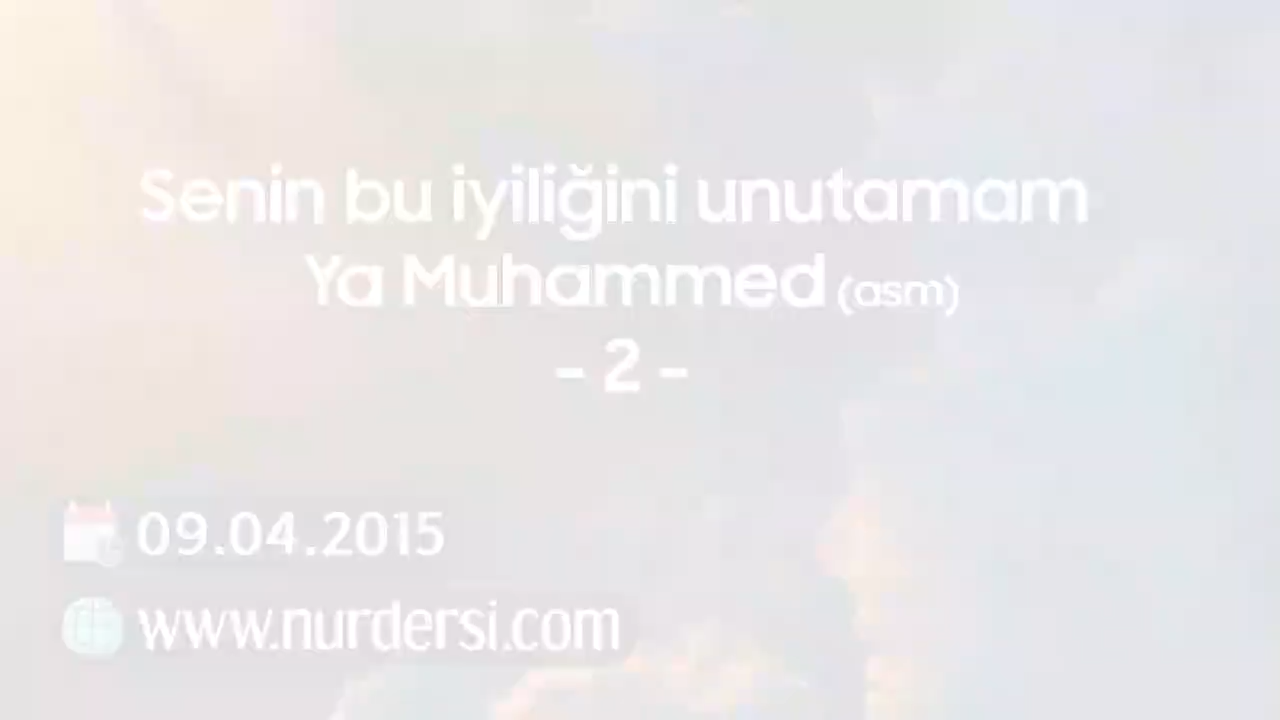 Senin bu iyiliğini unutamam
Ya Muhammed (asm)
- 2 -
09.04.2015
www.nurdersi.com